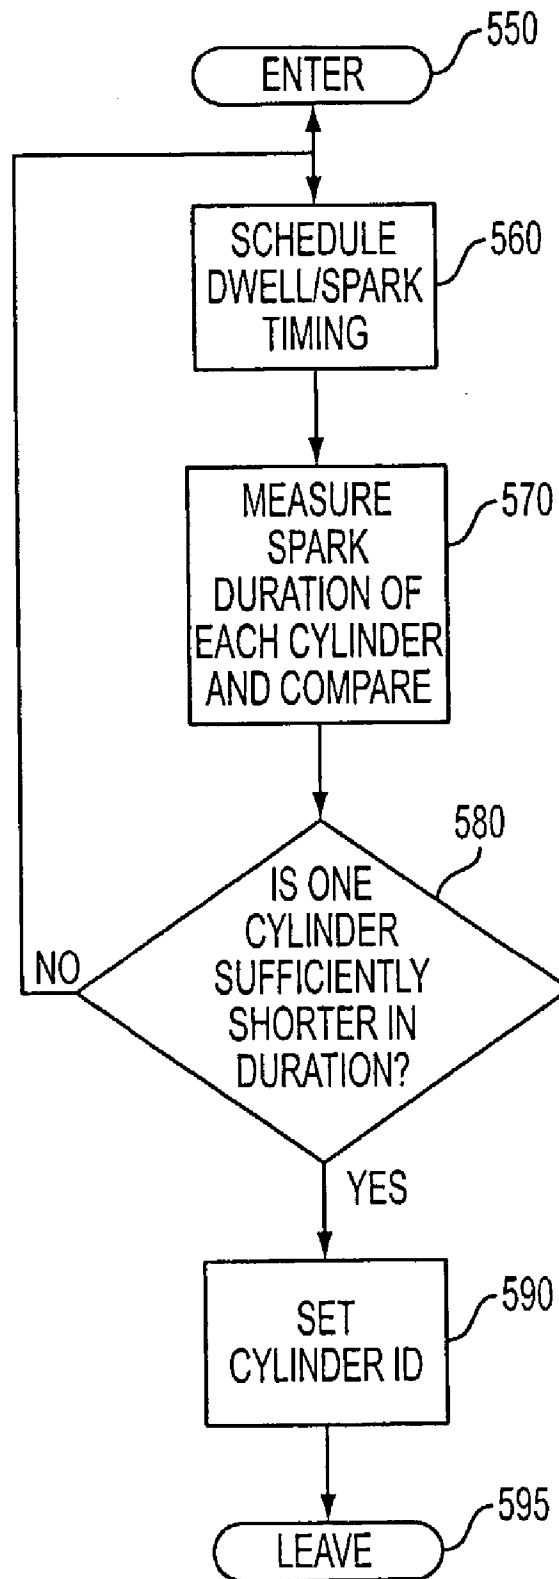 550
ENTER
SCHEDULE
DWELL/SPARK
TIMING
560
MEASURE
SPARK
DURATION OF
EACH CYLINDER
AND COMPARE
570
580
IS ONE
CYLINDER
SUFFICIENTLY
SHORTER IN
DURATION?
NO
YES
590
SET
CYLINDER ID
595
LEAVE